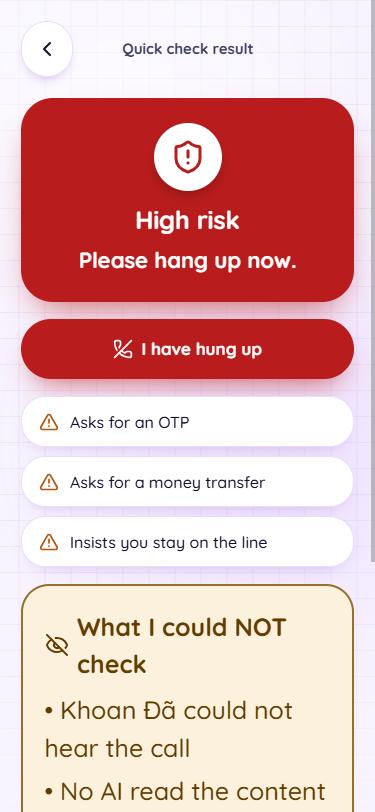 Quick check result
High risk
Please hang up now.
I have hung up
Asks for an OTP
Asks for a money transfer
Insists you stay on the line
What I could NOT
check
• Khoan Đã could not
hear the call
• No AI read the content